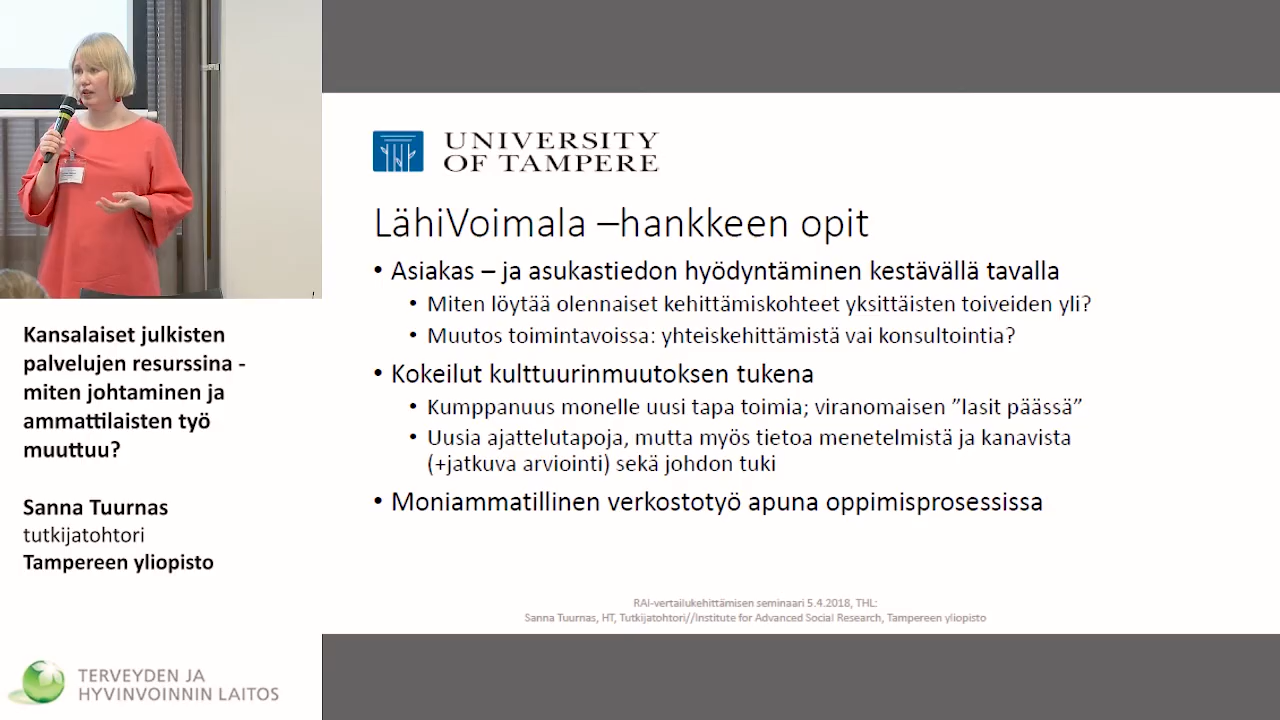 Kansalaiset julkisten
palvelujen resurssina -
miten johtaminen ja
ammattilaisten työ
muuttuu?
Sanna Tuurnas
tutkijatohtori
Tampereen yliopisto
TERVEYDEN JA
HYVINVOINNIN LAITOS
UNIVERSITY
OF TAMPERE
LähiVoimala –hankkeen opit
• Asiakas – ja asukastiedon hyödyntäminen kestävällä tavalla
• Miten löytää olennaiset kehittämiskohteet yksittäisten toiveiden yli?
• Muutos toimintavoissa: yhteiskehittämistä vai konsultointia?
• Kokeilut kulttuurinmuutoksen tukena
• Kumppanuus monelle uusi tapa toimia; viranomaisen ”lasit päässä”
• Uusia ajattelutapoja, mutta myös tietoa menetelmistä ja kanavista
(+jatkuva arviointi) sekä johdon tuki
• Moniammatillinen verkostotyö apuna oppimisprosessissa
RAI-vertailukehittämisen seminaari 5.4.2018, THL:
Sanna Tuurnas, HT, Tutkijatohtori//Institute for Advanced Social Research, Tampereen yliopisto